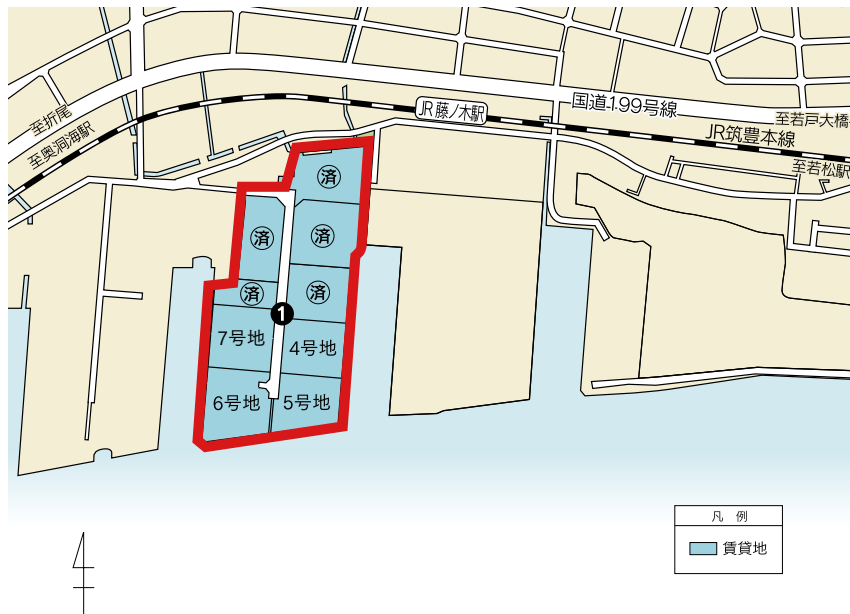 国道199号線
JR藤ノ木駅
至折尾
至若戸大橋
JR筑豊本線
至奥洞海駅
至若松駅
済
済
済
済
済
1
7号地
4号地
6号地
5号地
凡 例
賃貸地